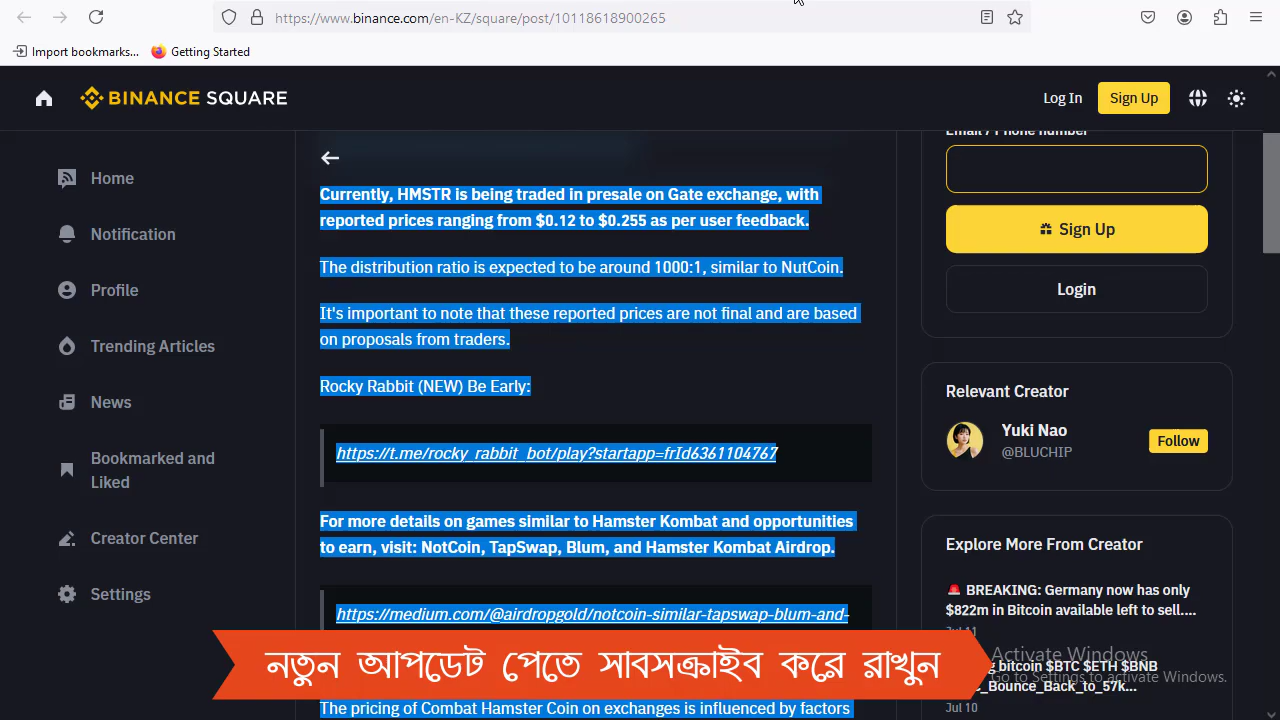 https://www.binance.com/en-KZ/square/post/10118618900265
Import bookmarks...
Getting Started
BINANCE SQUARE
Log In
Sign Up
Home
Notification
Profile
Trending Articles
News
Bookmarked and
Liked
Creator Center
Settings
Currently, HMSTR is being traded in presale on Gate exchange, with
reported prices ranging from $0.12 to $0.255 as per user feedback.
The distribution ratio is expected to be around 1000:1, similar to NutCoin.
It's important to note that these reported prices are not final and are based
on proposals from traders.
Rocky Rabbit (NEW) Be Early:
https://t.me/rocky_rabbit_bot/play?startapp=frId6361104767
For more details on games similar to Hamster Kombat and opportunities
to earn, visit: NotCoin, TapSwap, Blum, and Hamster Kombat Airdrop.
https://medium.com/@airdropgold/notcoin-similar-tapswap-blum-and-
The pricing of Combat Hamster Coin on exchanges is influenced by factors
Email / Phone number
Sign Up
Login
Relevant Creator
Yuki Nao
@BLUCHIP
Follow
Explore More From Creator
🚨 BREAKING: Germany now has only
$822m in Bitcoin available left to sell....
Jul 11
bitcoin $BTC $ETH $BNB
_Bounce_Back_to_57k...
Jul 10
Activate Windows
Go to Settings to activate Windows.
নতুন আপডেট পেতে সাবসক্রাইব করে রাখুন